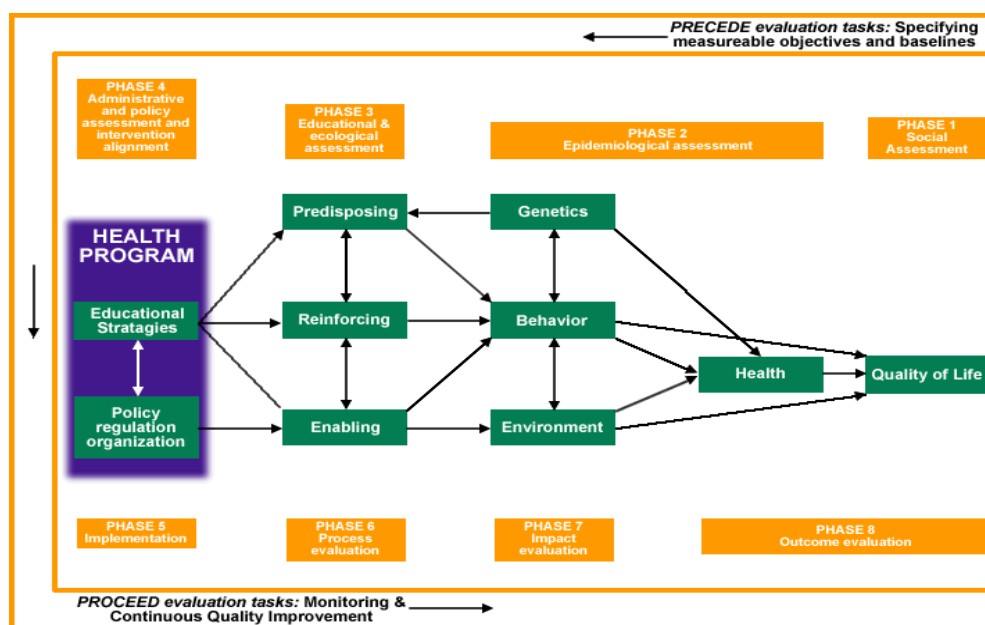 PRECEDE evaluation tasks: Specifying
measureable objectives and baselines
PHASE 4
Administrative
and policy
assessment and
intervention
alignment
PHASE 3
Educational &
ecological
assessment
PHASE 2
Epidemiological assessment
PHASE 1
Social
Assessment
HEALTH
PROGRAM
Predisposing
Genetics
Educational
Stratagies
Reinforcing
Behavior
Health
Quality of Life
Policy
regulation
organization
Enabling
Environment
PHASE 5
Implementation
PHASE 6
Process
evaluation
PHASE 7
Impact
evaluation
PHASE 8
Outcome evaluation
PROCEED evaluation tasks: Monitoring &
Continuous Quality Improvement